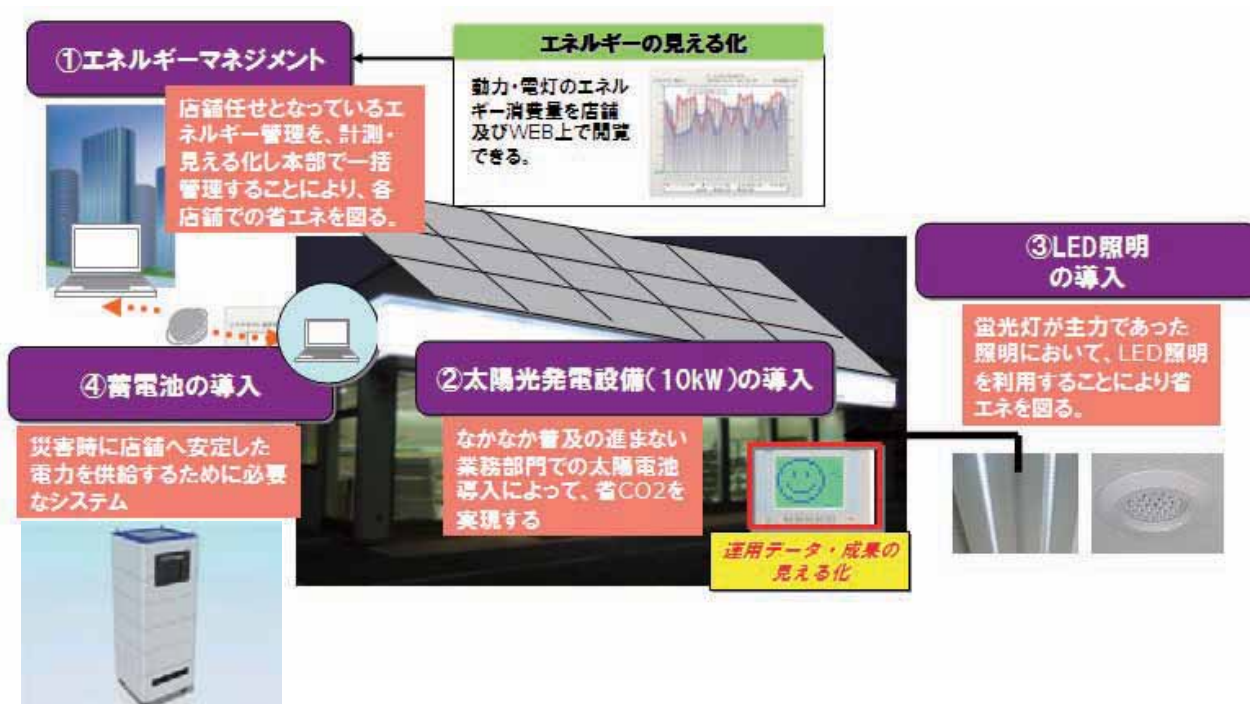 ①エネルギーマネジメント
店舗任せとなっているエ
ネルギー管理を、計測・
見える化し本部で一括
管理することにより、各
店舗での省エネを図る。
エネルギーの見える化
動力・電灯のエネル
ギー消費量を店舗
及びWEB上で閲覧
できる。
③LED照明
の導入
蛍光灯が主力であった
照明において、LED照明
を利用することにより省
エネを図る。
④蓄電池の導入
災害時に店舗へ安定した
電力を供給するために必要
なシステム
②太陽光発電設備(10kW)の導入
なかなか普及の進まない
業務部門での太陽電池
導入によって、省CO2を
実現する
運用データ・成果の
見える化